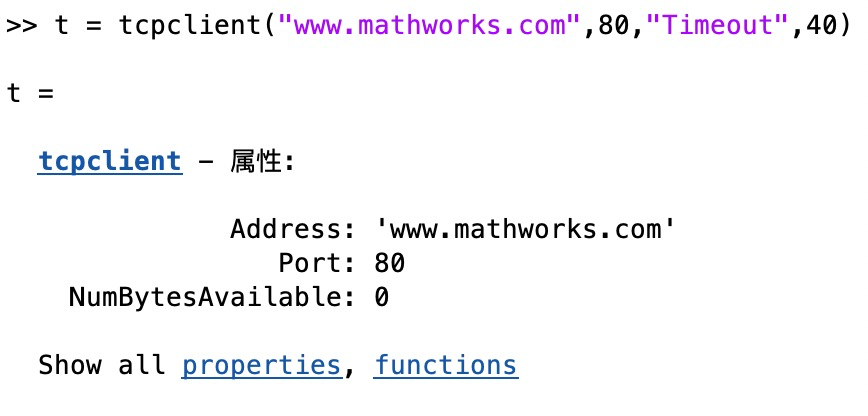 >> t = tcpclient("www.mathworks.com",80,"Timeout",40)
t =
tcpclient - 属性:
Address: 'www.mathworks.com'
Port: 80
NumBytesAvailable: 0
Show all properties, functions